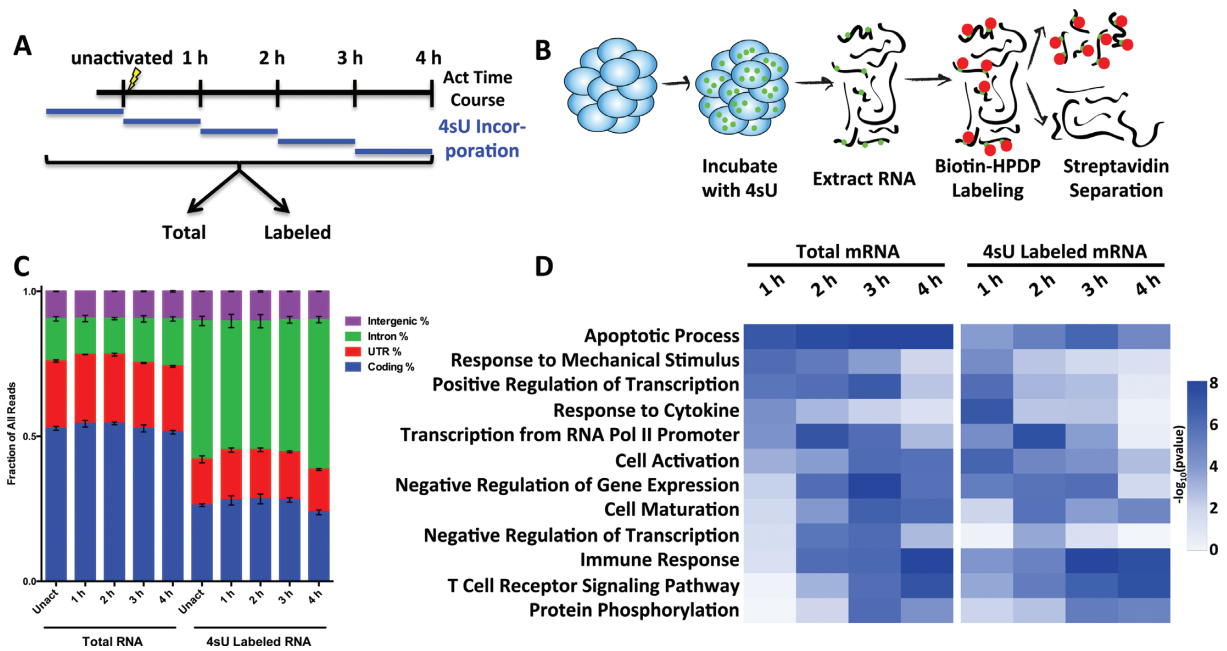 A
unactivated
1 h
2 h
3 h
4 h
Act Time
Course
4sU Incor-
poration
Total
Labeled
B
Incubate
with 4sU
Extract RNA
Biotin-HPDP
Labeling
Streptavidin
Separation
C
Fraction of All Reads
1.0
0.5
0.0
Intergenic %
Intron %
UTR %
Coding %
Unact
1 h
2 h
3 h
4 h
Unact
1 h
2 h
3 h
4 h
Total RNA
4sU Labeled RNA
D
Total mRNA
4sU Labeled mRNA
1 h
2 h
3 h
4 h
1 h
2 h
3 h
4 h
Apoptotic Process
Response to Mechanical Stimulus
Positive Regulation of Transcription
Response to Cytokine
Transcription from RNA Pol II Promoter
Cell Activation
Negative Regulation of Gene Expression
Cell Maturation
Negative Regulation of Transcription
Immune Response
T Cell Receptor Signaling Pathway
Protein Phosphorylation
-log10(pvalue)
8
6
4
2
0